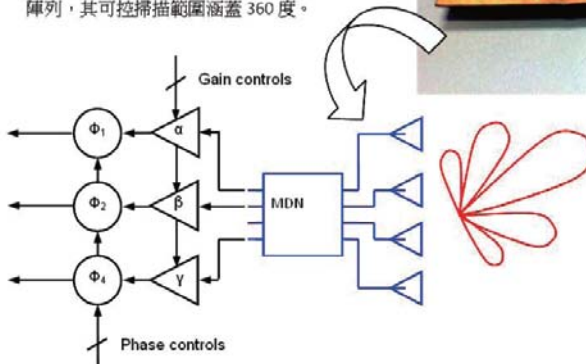 陣列，其可控掃描範圍涵蓋 360 度。
Gain controls
Φ₁
α
Φ₂
β
MDN
Φ₄
γ
Phase controls